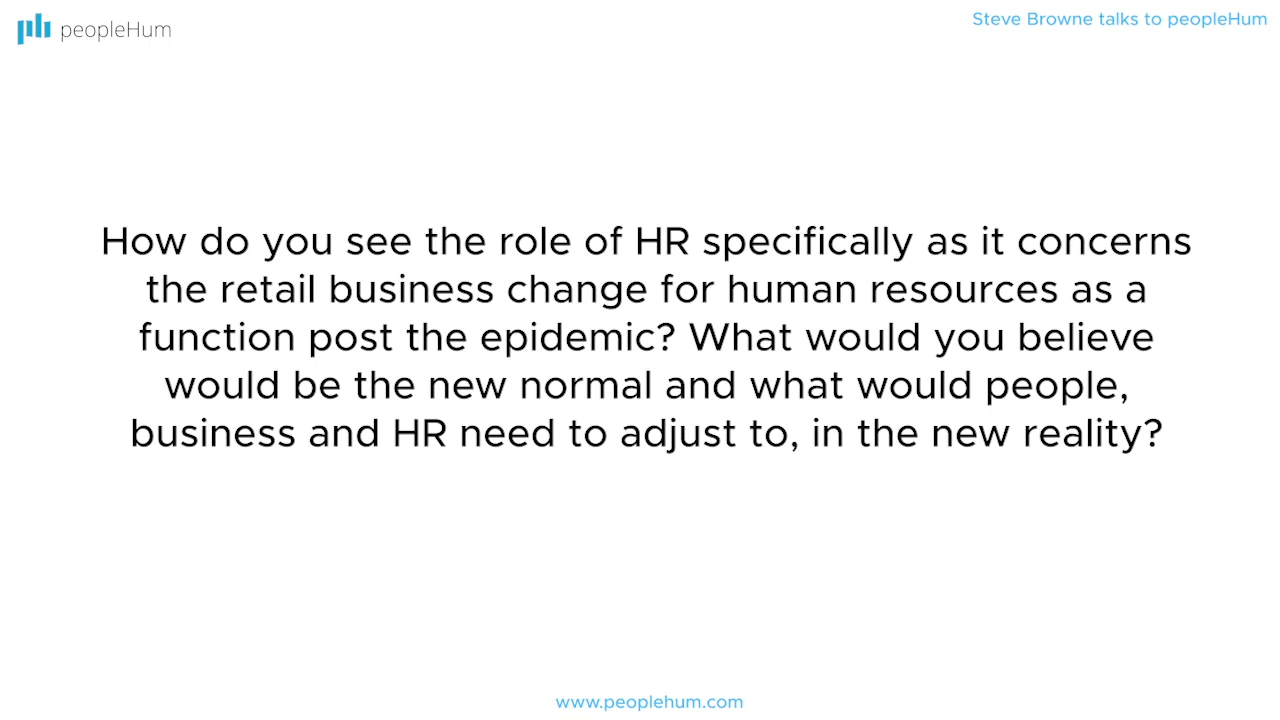 peopleHum
Steve Browne talks to peopleHum
How do you see the role of HR specifically as it concerns
the retail business change for human resources as a
function post the epidemic? What would you believe
would be the new normal and what would people,
business and HR need to adjust to, in the new reality?
www.peoplehum.com